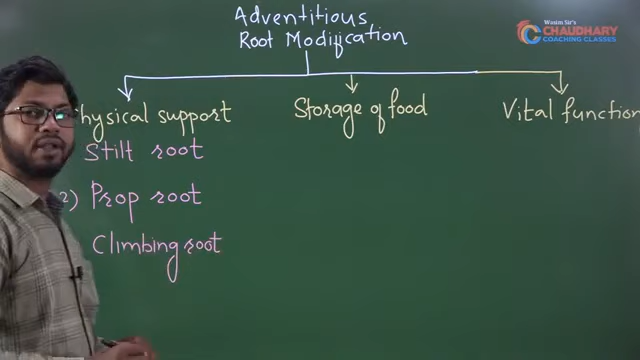 Adventitious
Root Modification
Wasim Sir's
CHAUDHARY
COACHING CLASSES
hysical support
Storage of food
Vital function
Stilt root
2) Prop root
Climbing root